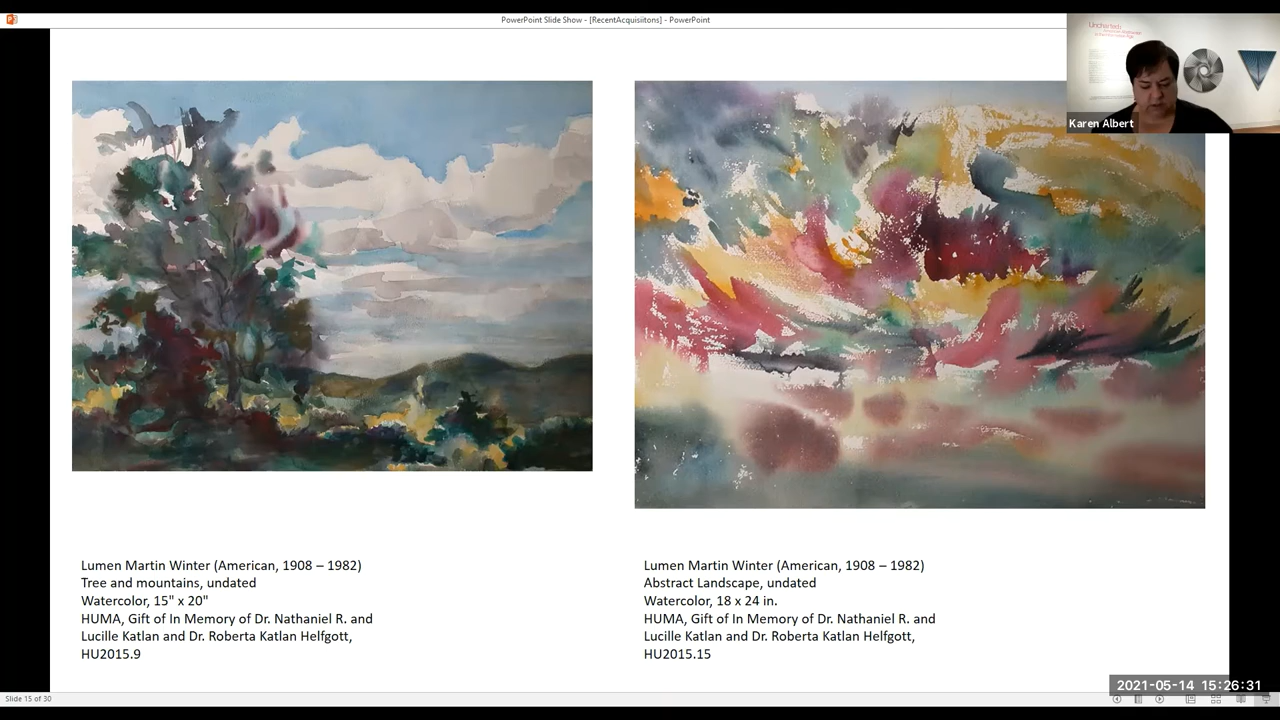 PowerPoint Slide Show - [RecentAcquisiitons] - PowerPoint
Uncharted:
Karen Albert
Lumen Martin Winter (American, 1908 – 1982)
Tree and mountains, undated
Watercolor, 15" x 20"
HUMA, Gift of In Memory of Dr. Nathaniel R. and
Lucille Katlan and Dr. Roberta Katlan Helfgott,
HU2015.9
Lumen Martin Winter (American, 1908 – 1982)
Abstract Landscape, undated
Watercolor, 18 x 24 in.
HUMA, Gift of In Memory of Dr. Nathaniel R. and
Lucille Katlan and Dr. Roberta Katlan Helfgott,
HU2015.15
2021-05-14 15:26:31
Slide 15 of 30